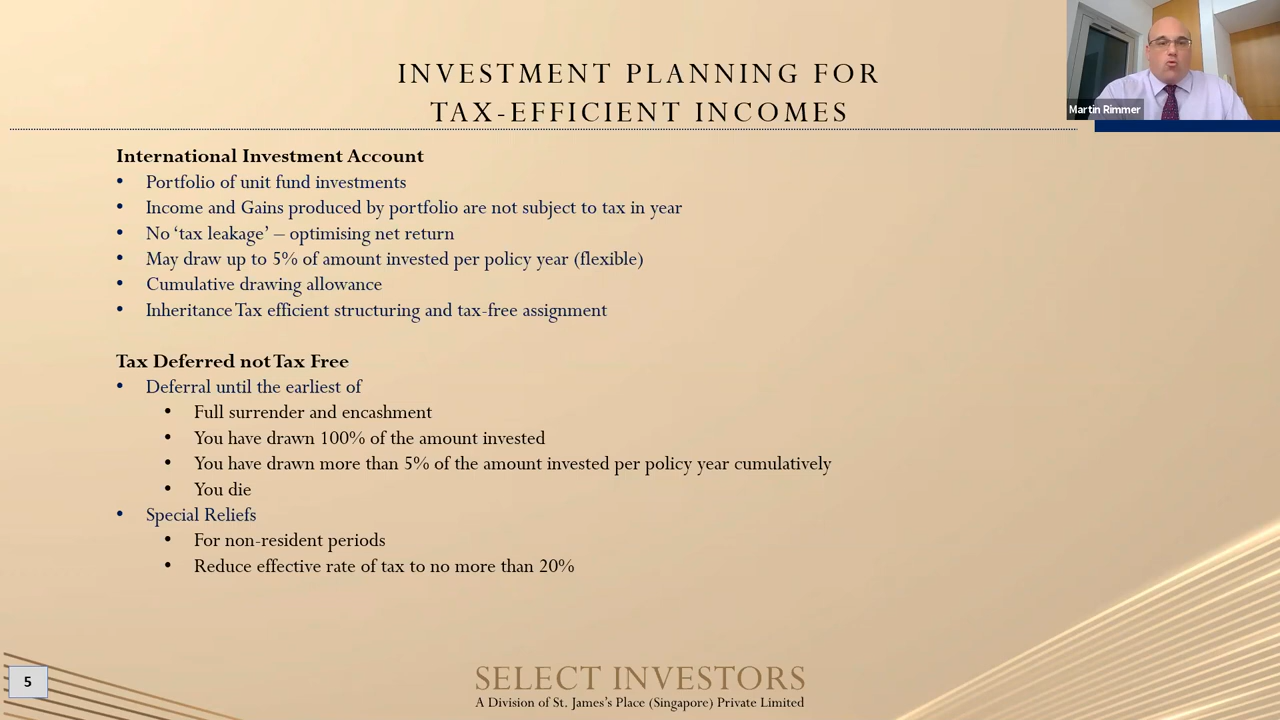 INVESTMENT PLANNING FOR
TAX-EFFICIENT INCOMES
Martin Rimmer
International Investment Account
• Portfolio of unit fund investments
• Income and Gains produced by portfolio are not subject to tax in year
• No ‘tax leakage’ – optimising net return
• May draw up to 5% of amount invested per policy year (flexible)
• Cumulative drawing allowance
• Inheritance Tax efficient structuring and tax-free assignment
Tax Deferred not Tax Free
• Deferral until the earliest of
• Full surrender and encashment
• You have drawn 100% of the amount invested
• You have drawn more than 5% of the amount invested per policy year cumulatively
• You die
• Special Reliefs
• For non-resident periods
• Reduce effective rate of tax to no more than 20%
5
SELECT INVESTORS
A Division of St. James’s Place (Singapore) Private Limited